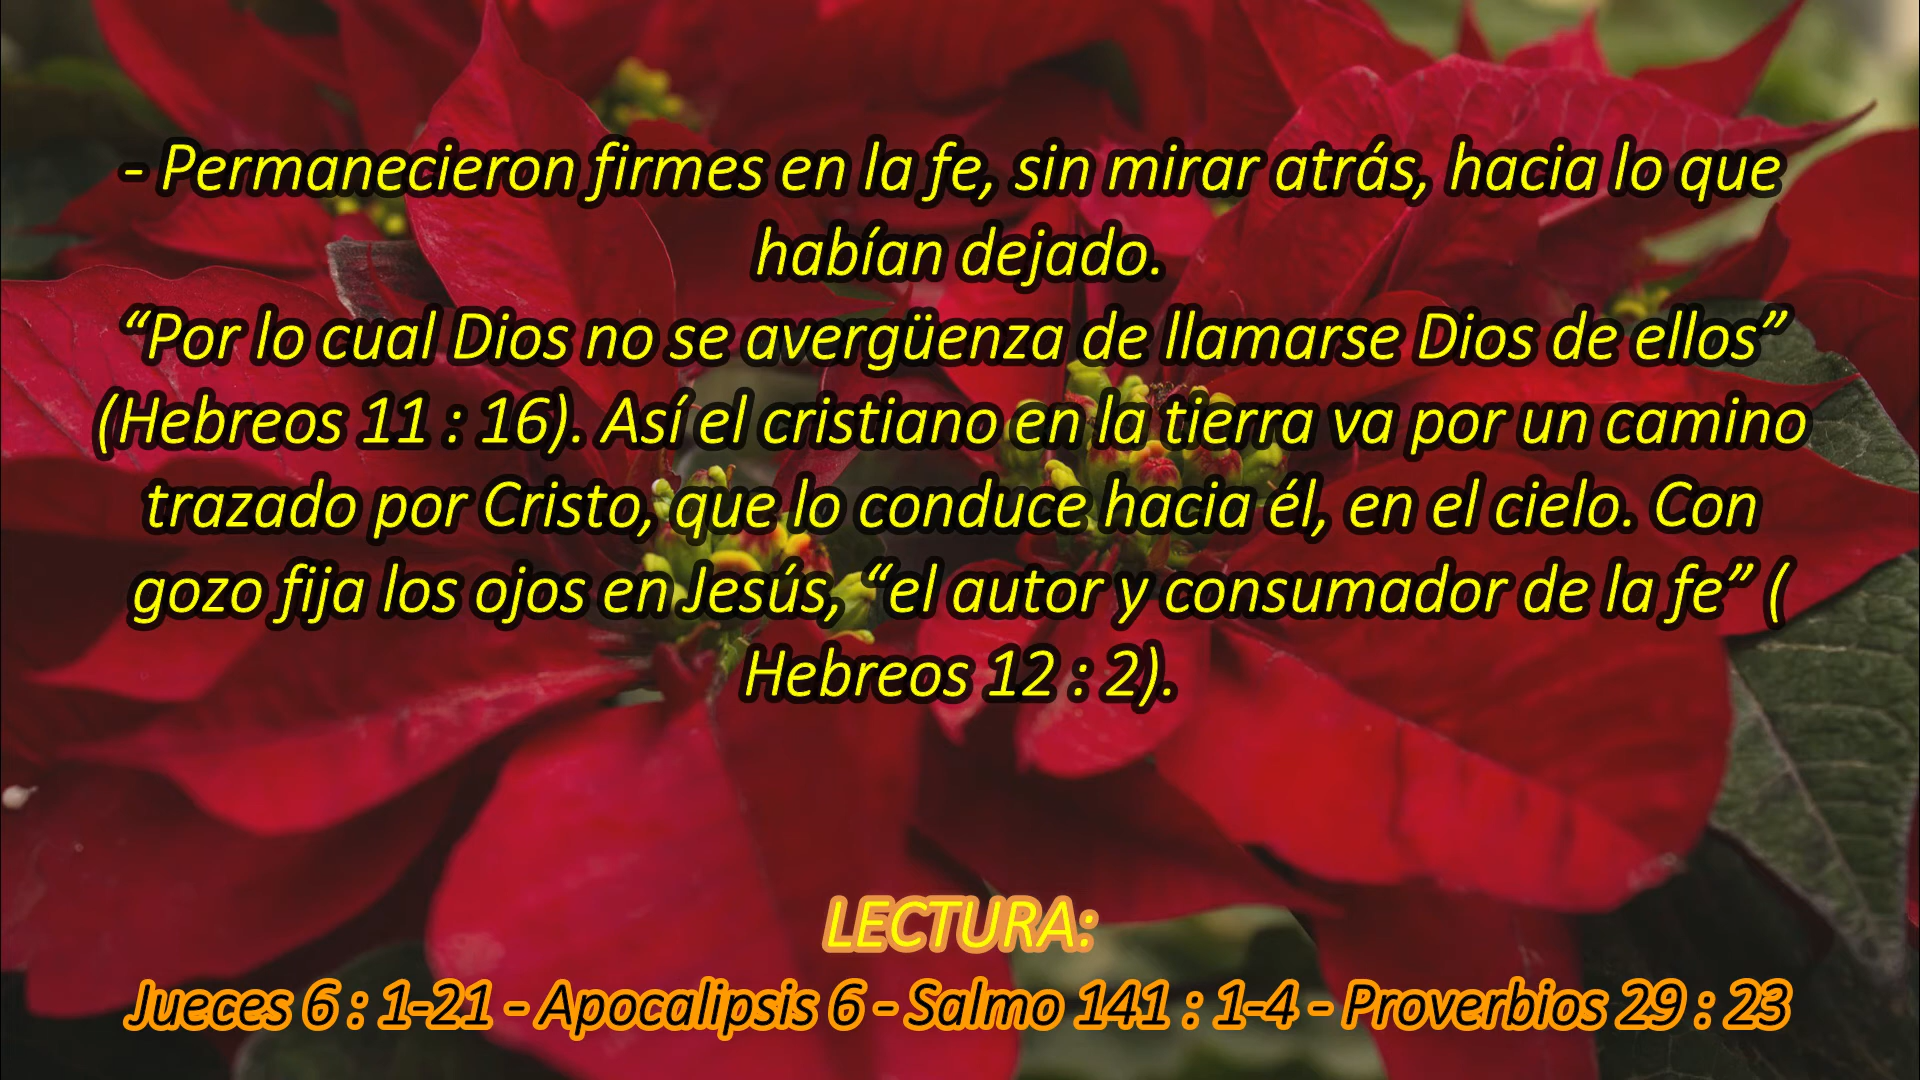 - Permanecieron firmes en la fe, sin mirar atrás, hacia lo que
habían dejado.
“Por lo cual Dios no se avergüenza de llamarse Dios de ellos”
(Hebreos 11 : 16). Así el cristiano en la tierra va por un camino
trazado por Cristo, que lo conduce hacia él, en el cielo. Con
gozo fija los ojos en Jesús, “el autor y consumador de la fe” (
Hebreos 12 : 2).
LECTURA:
Jueces 6 : 1-21 - Apocalipsis 6 - Salmo 141 : 1-4 - Proverbios 29 : 23